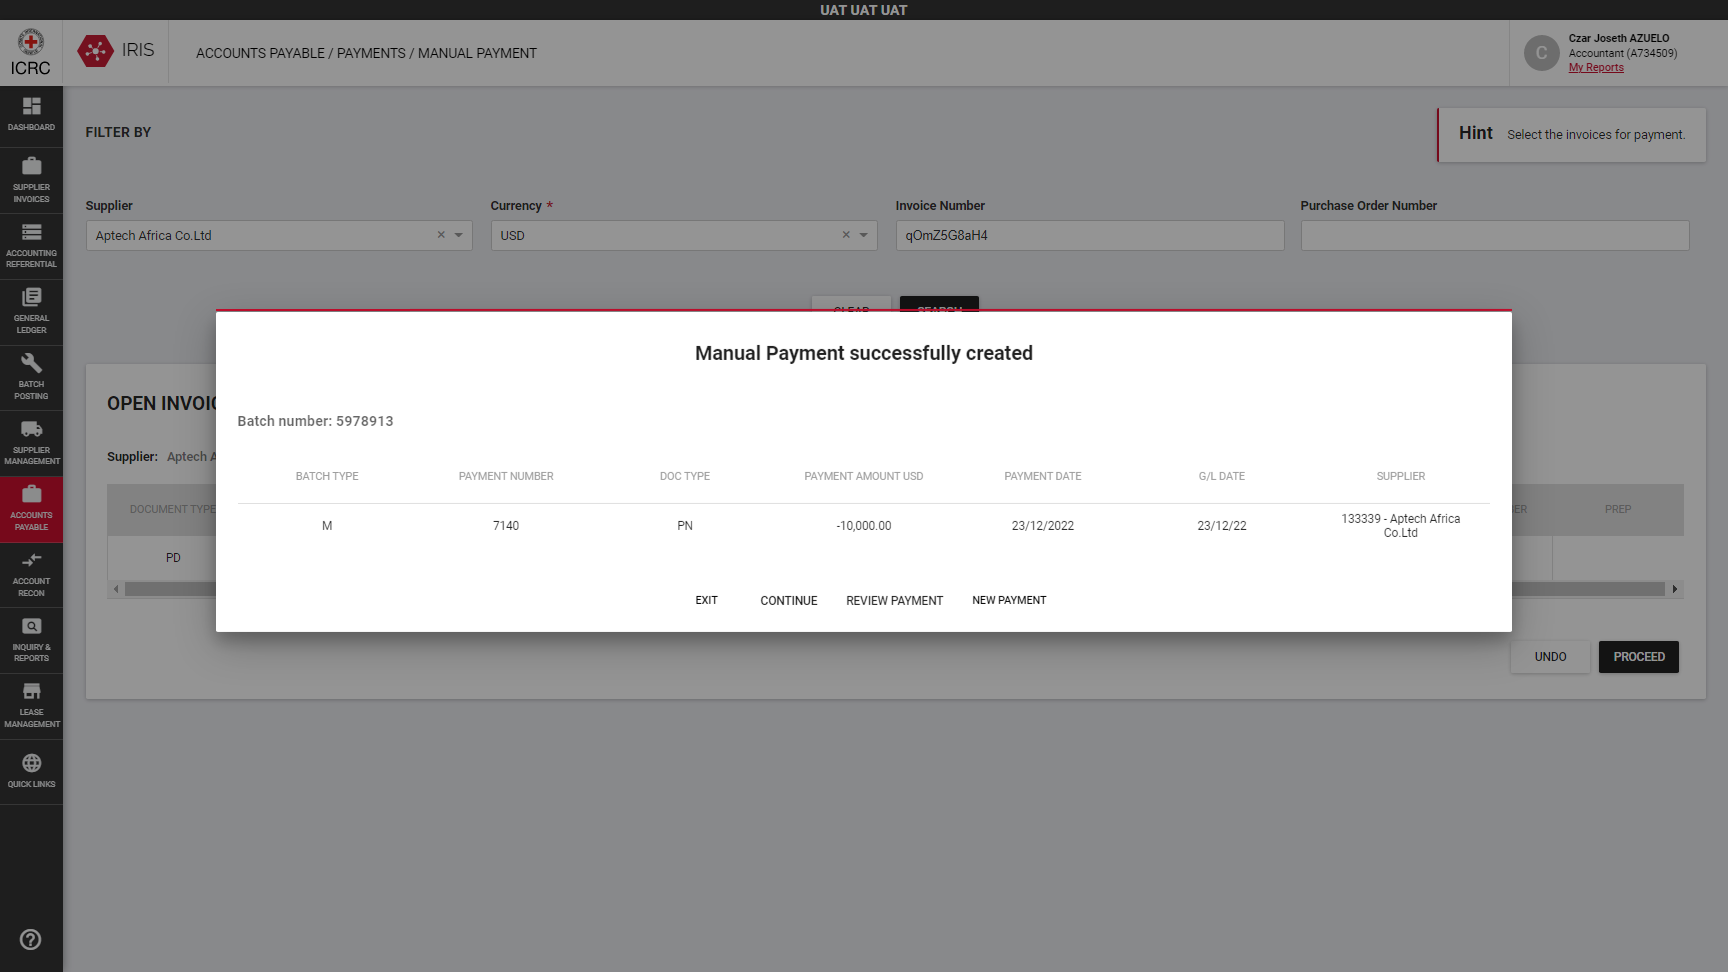 UAT UAT UAT
ICRC
IRIS
ACCOUNTS PAYABLE / PAYMENTS / MANUAL PAYMENT
C
Czar Joseth AZUELO
Accountant (A734509)
My Reports
DASHBOARD
SUPPLIER
INVOICES
ACCOUNTING
REFERENTIAL
GENERAL
LEDGER
BATCH
POSTING
SUPPLIER
MANAGEMENT
ACCOUNTS
PAYABLE
ACCOUNT
RECON
INQUIRY &
REPORTS
LEASE
MANAGEMENT
QUICK LINKS
FILTER BY
Hint Select the invoices for payment.
Supplier
Aptech Africa Co.Ltd
Currency *
USD
Invoice Number
qOmZ5G8aH4
Purchase Order Number
CLEAR
SEARCH
OPEN INVOIC
Supplier: Aptech A
DOCUMENT TYPE
ER
PREP
PD
Manual Payment successfully created
Batch number: 5978913
BATCH TYPE PAYMENT NUMBER DOC TYPE PAYMENT AMOUNT USD PAYMENT DATE G/L DATE SUPPLIER
M 7140 PN -10,000.00 23/12/2022 23/12/22 133339 - Aptech Africa
Co.Ltd
EXIT CONTINUE REVIEW PAYMENT NEW PAYMENT
UNDO PROCEED